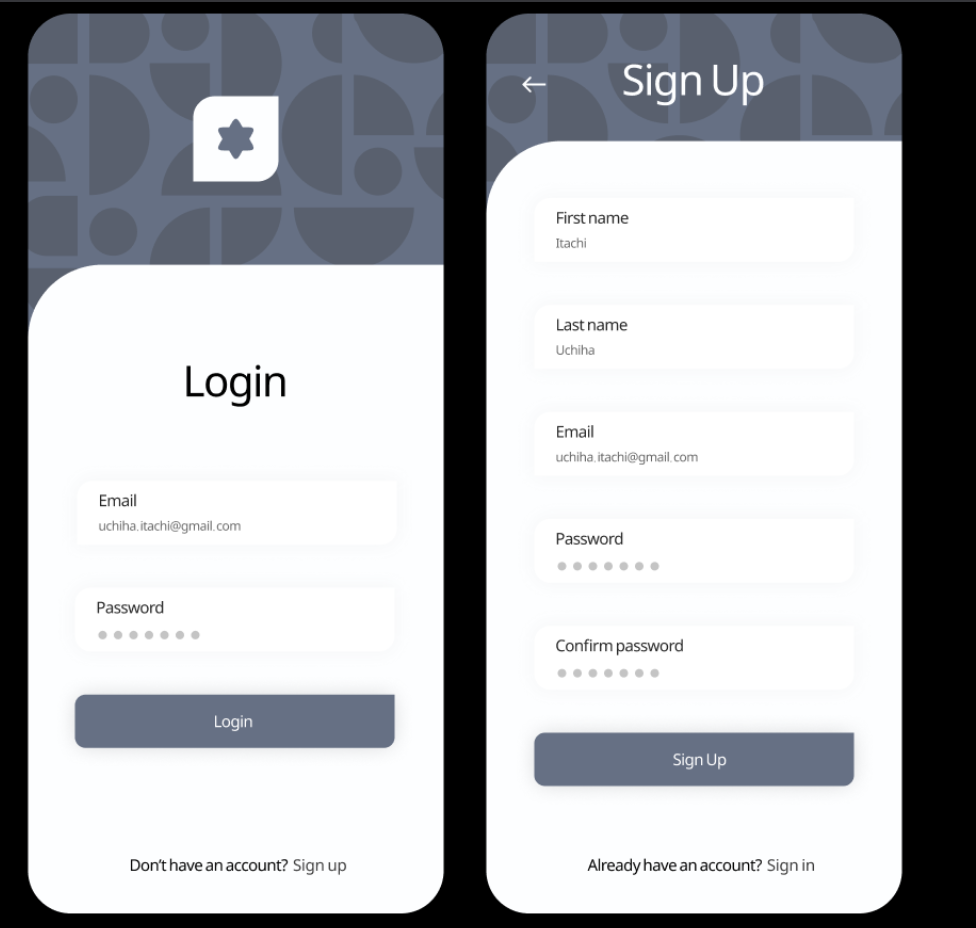 Login
Email
uchiha.itachi@gmail.com
Password
Login
Don't have an account? Sign up
Sign Up
First name
Itachi
Last name
Uchiha
Email
uchiha.itachi@gmail.com
Password
Confirm password
Sign Up
Already have an account? Sign in